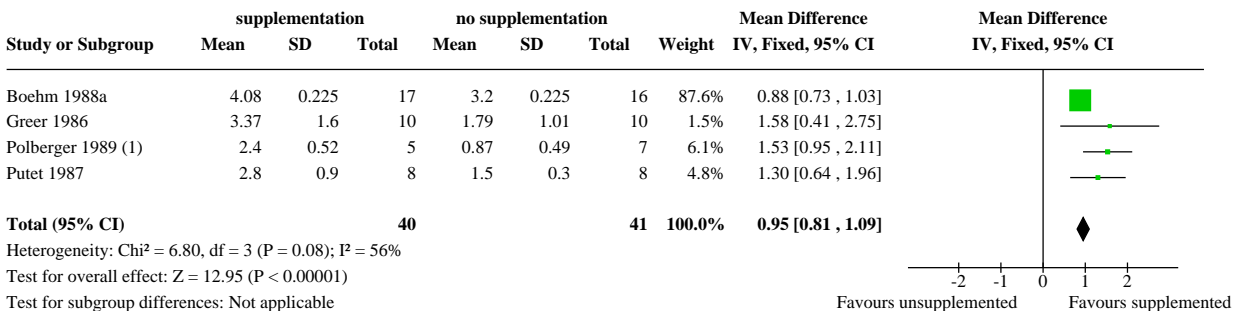 supplementation no supplementation Mean Difference Mean Difference
Study or Subgroup Mean SD Total Mean SD Total Weight IV, Fixed, 95% CI IV, Fixed, 95% CI
Boehm 1988a 4.08 0.225 17 3.2 0.225 16 87.6% 0.88 [0.73 , 1.03]
Greer 1986 3.37 1.6 10 1.79 1.01 10 1.5% 1.58 [0.41 , 2.75]
Polberger 1989 (1) 2.4 0.52 5 0.87 0.49 7 6.1% 1.53 [0.95 , 2.11]
Putet 1987 2.8 0.9 8 1.5 0.3 8 4.8% 1.30 [0.64 , 1.96]
Total (95% CI) 40 41 100.0% 0.95 [0.81 , 1.09]
Heterogeneity: Chi² = 6.80, df = 3 (P = 0.08); I² = 56%
Test for overall effect: Z = 12.95 (P < 0.00001)
-2 -1 0 1 2
Test for subgroup differences: Not applicable Favours unsupplemented Favours supplemented